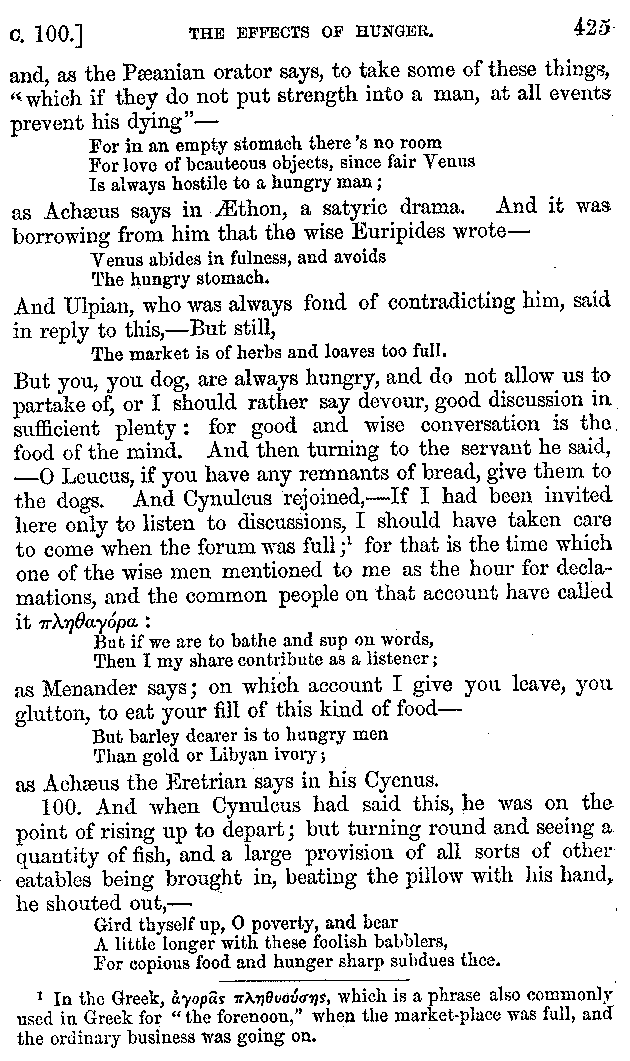 C. 100.] THE EFFECTS OF HUNGER. 425
and, as the Pæanian orator says, to take some of these things,
“which if they do not put strength into a man, at all events
prevent his dying”—
For in an empty stomach there 's no room
For love of beauteous objects, since fair Venus
Is always hostile to a hungry man;
as Achæus says in Æthon, a satyric drama. And it was
borrowing from him that the wise Euripides wrote—
Venus abides in fulness, and avoids
The hungry stomach.
And Ulpian, who was always fond of contradicting him, said
in reply to this,—But still,
The market is of herbs and loaves too full.
But you, you dog, are always hungry, and do not allow us to
partake of, or I should rather say devour, good discussion in
sufficient plenty: for good and wise conversation is the
food of the mind. And then turning to the servant he said,
—O Leucus, if you have any remnants of bread, give them to
the dogs. And Cynulcus rejoined,—If I had been invited
here only to listen to discussions, I should have taken care
to come when the forum was full;¹ for that is the time which
one of the wise men mentioned to me as the hour for decla-
mations, and the common people on that account have called
it πληθαγόρα:
But if we are to bathe and sup on words,
Then I my share contribute as a listener;
as Menander says; on which account I give you leave, you
glutton, to eat your fill of this kind of food—
But barley dearer is to hungry men
Than gold or Libyan ivory;
as Achæus the Eretrian says in his Cycnus.
100. And when Cynulcus had said this, he was on the
point of rising up to depart; but turning round and seeing a
quantity of fish, and a large provision of all sorts of other
eatables being brought in, beating the pillow with his hand,
he shouted out,—
Gird thyself up, O poverty, and bear
A little longer with these foolish babblers,
For copious food and hunger sharp subdues thee.
¹ In the Greek, ἀγορᾶς πληθυούσης, which is a phrase also commonly
used in Greek for “the forenoon,” when the market-place was full, and
the ordinary business was going on.